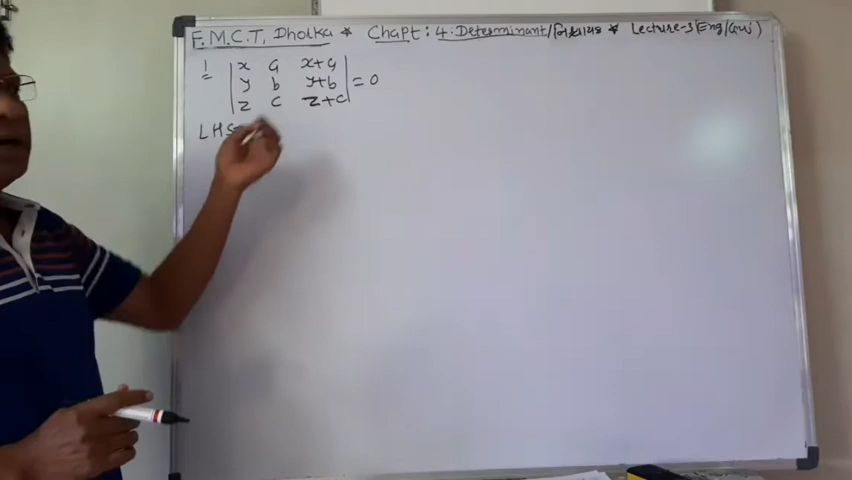 F.M.C.T. Dholka * Chapt: 4. Determinant/ * Lecture-3 (Eng/Guj)
1 | x a x+a |
| y b y+b | = 0
| z c z+c |
LHS